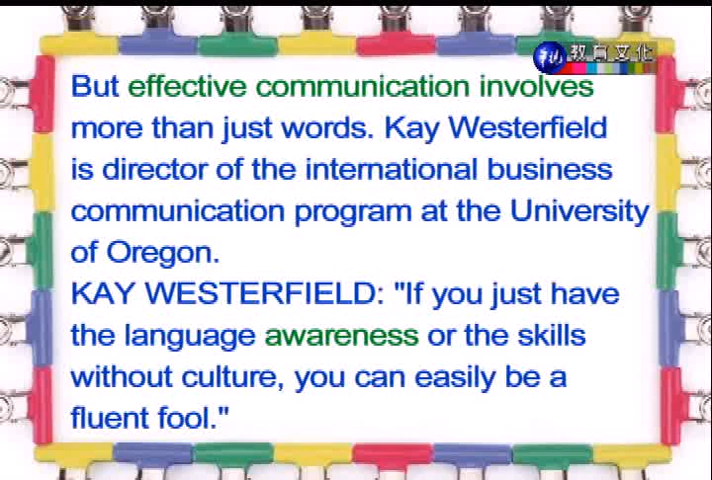 教育文化
But effective communication involves
more than just words. Kay Westerfield
is director of the international business
communication program at the University
of Oregon.
KAY WESTERFIELD: "If you just have
the language awareness or the skills
without culture, you can easily be a
fluent fool."